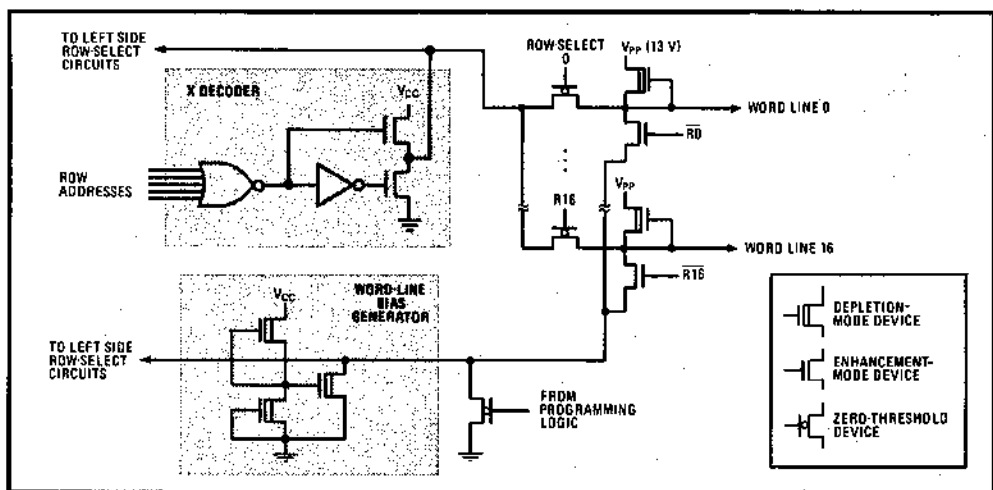 TO LEFT SIDE
ROW-SELECT
CIRCUITS
X DECODER
VCC
ROW
ADDRESSES
ROW-SELECT
0
VPP (13 V)
WORD LINE 0
R0
VPP
R16
WORD LINE 16
R16
WORD-LINE
BIAS
GENERATOR
VCC
TO LEFT SIDE
ROW-SELECT
CIRCUITS
FROM
PROGRAMMING
LOGIC
DEPLETION-
MODE DEVICE
ENHANCEMENT-
MODE DEVICE
ZERO-THRESHOLD
DEVICE